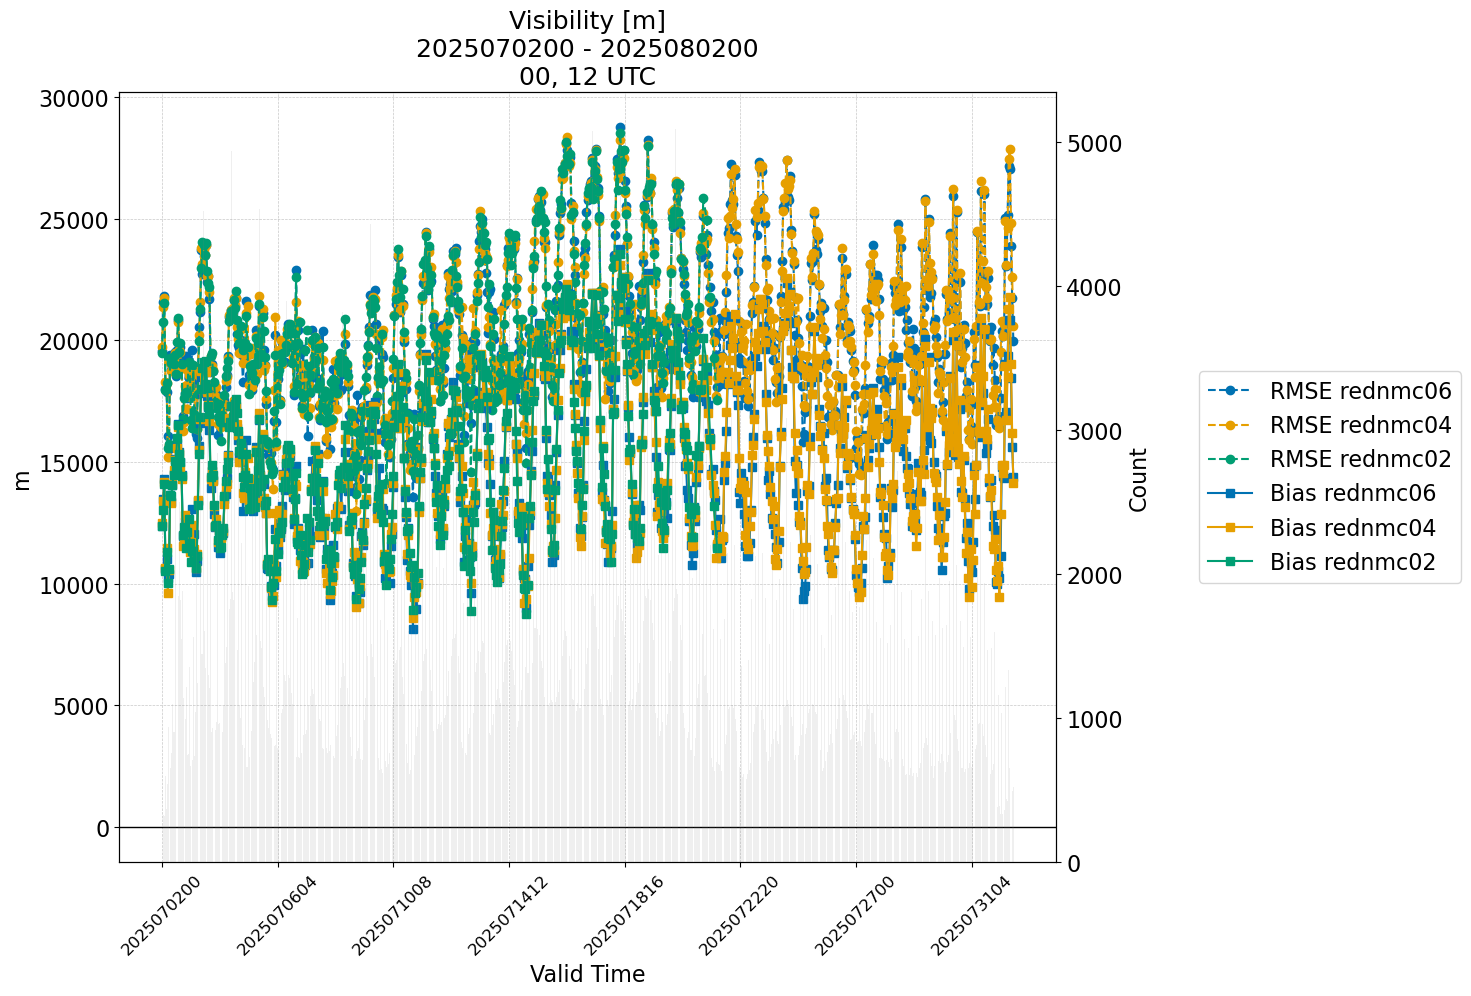 Visibility [m]
2025070200 - 2025080200
00, 12 UTC
30000
25000
20000
15000
10000
5000
0
m
5000
4000
3000
2000
1000
0
Count
2025070200
2025070604
2025071008
2025071412
2025071816
2025072220
2025072700
2025073104
Valid Time
RMSE rednmc06
RMSE rednmc04
RMSE rednmc02
Bias rednmc06
Bias rednmc04
Bias rednmc02